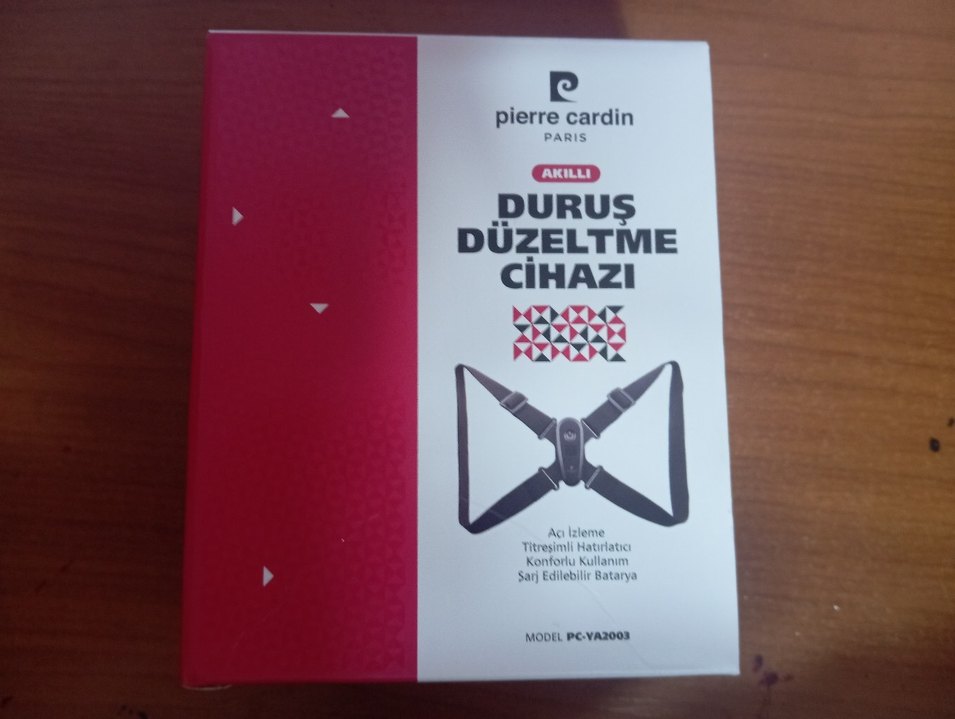 pierre cardin
PARIS
AKILLI
DURUŞ
DÜZELTME
CİHAZI
Açı İzleme
Titreşimli Hatırlatıcı
Konforlu Kullanım
Şarj Edilebilir Batarya
MODEL PC-YA2003